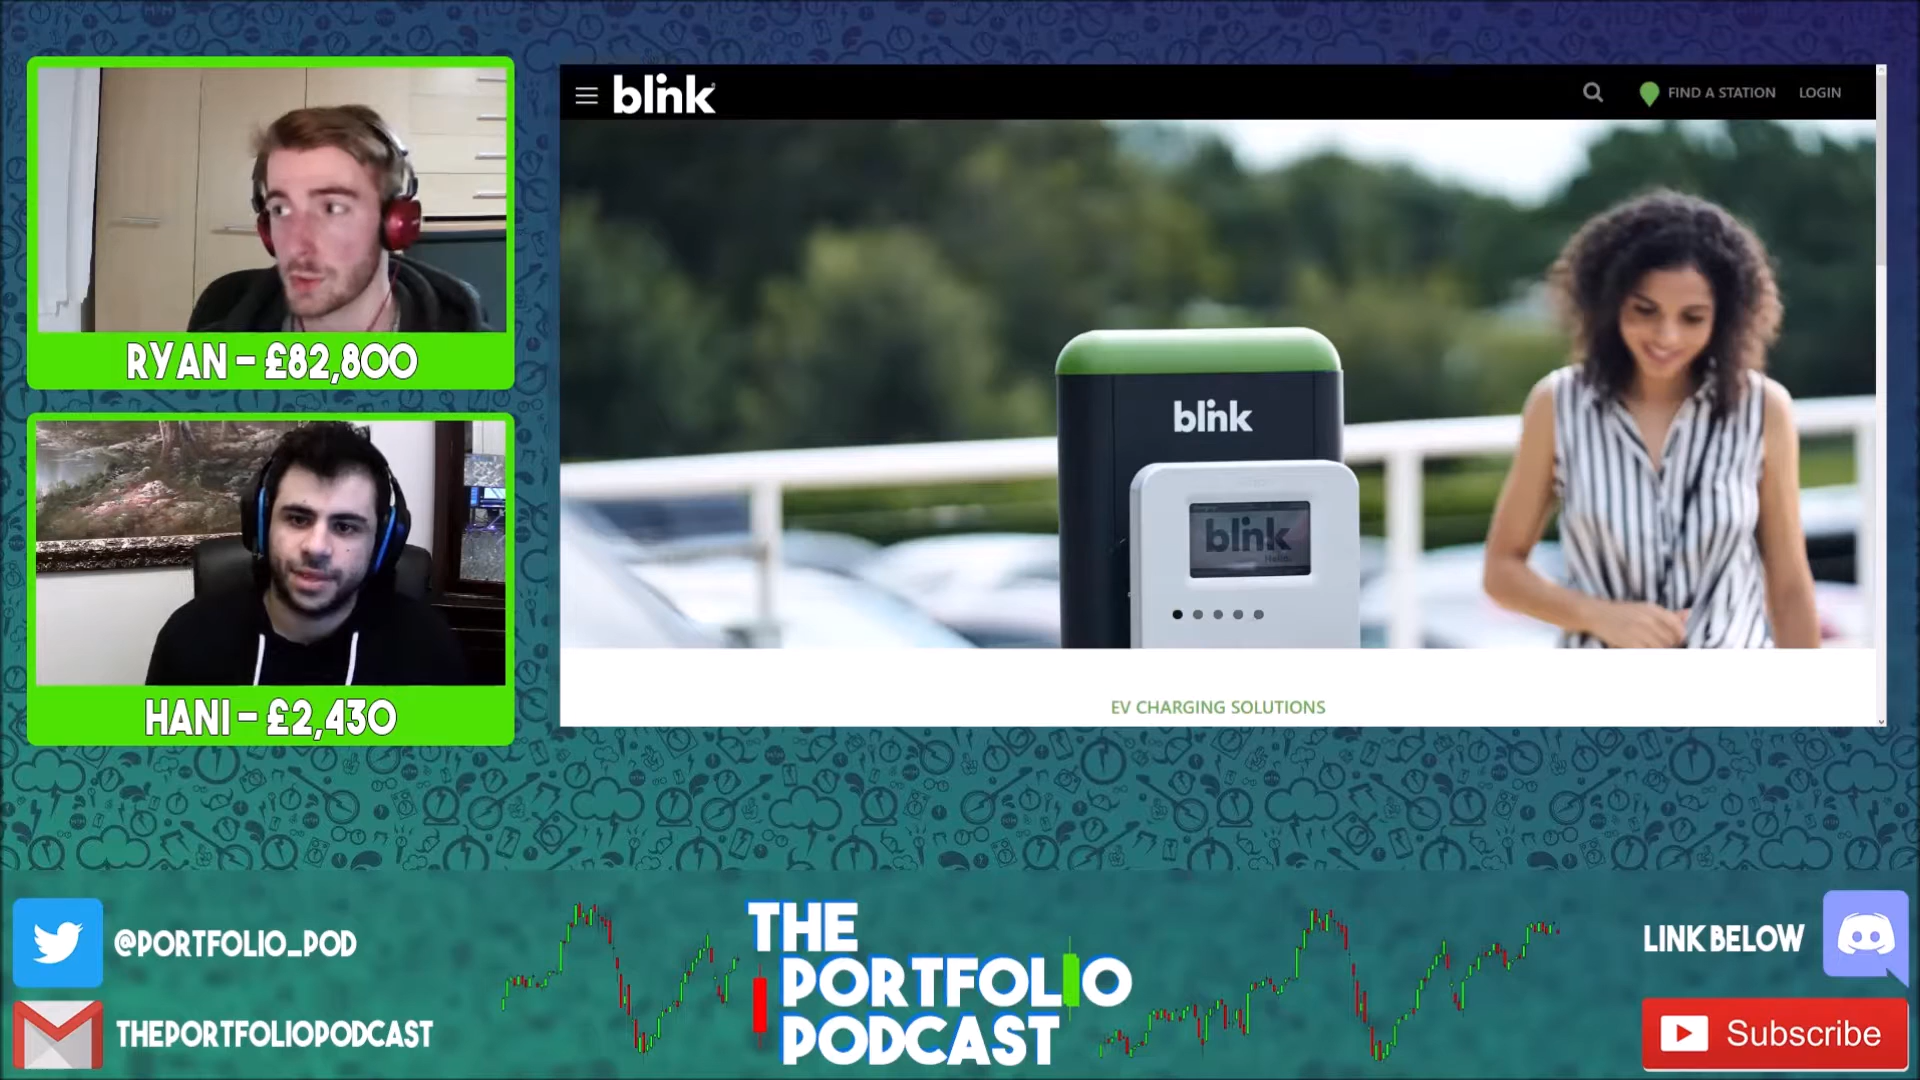 blink
FIND A STATION
LOGIN
RYAN - £82,800
blink
blink
Hello
HANI - £2,430
EV CHARGING SOLUTIONS
@PORTFOLIO_POD
THEPORTFOLIOPODCAST
THE
PORTFOLIO
PODCAST
LINK BELOW
Subscribe